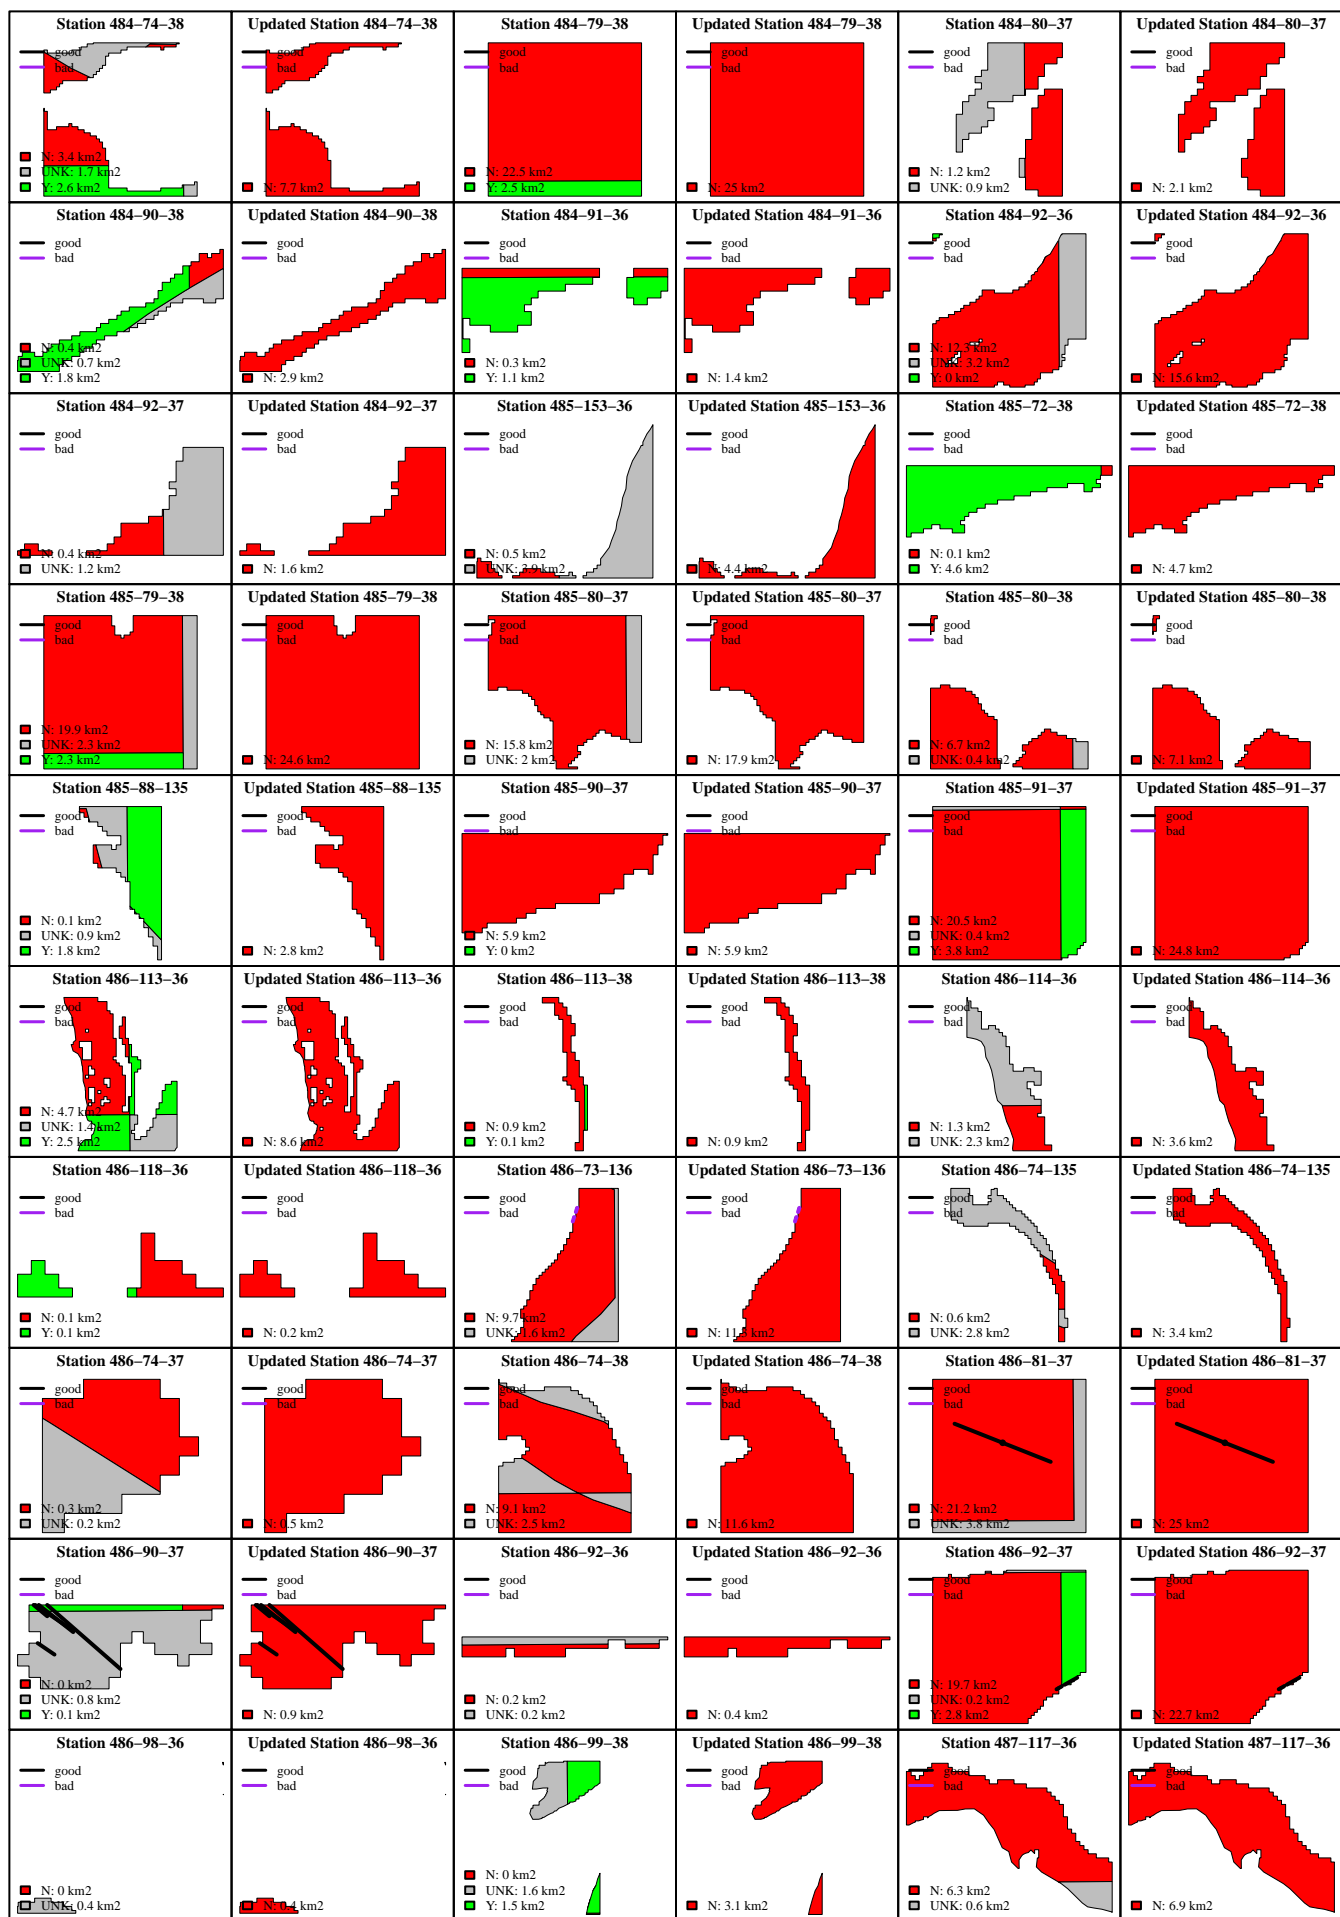 Station 484−74−38
good
bad
N: 3.4 km2
UNK: 1.7 km2
Y: 2.6 km2
Updated Station 484−74−38
good
bad
N: 7.7 km2
Station 484−79−38
good
bad
N: 22.5 km2
Y: 2.5 km2
Updated Station 484−79−38
good
bad
N: 25 km2
Station 484−80−37
good
bad
N: 1.2 km2
UNK: 0.9 km2
Updated Station 484−80−37
good
bad
N: 2.1 km2
Station 484−90−38
good
bad
N: 0.4 km2
UNK: 0.7 km2
Y: 1.8 km2
Updated Station 484−90−38
good
bad
N: 2.9 km2
Station 484−91−36
good
bad
N: 0.3 km2
Y: 1.1 km2
Updated Station 484−91−36
good
bad
N: 1.4 km2
Station 484−92−36
good
bad
N: 12.3 km2
UNK: 3.2 km2
Y: 0 km2
Updated Station 484−92−36
good
bad
N: 15.6 km2
Station 484−92−37
good
bad
N: 0.4 km2
UNK: 1.2 km2
Updated Station 484−92−37
good
bad
N: 1.6 km2
Station 485−153−36
good
bad
N: 0.5 km2
UNK: 3.9 km2
Updated Station 485−153−36
good
bad
N: 4.4 km2
Station 485−72−38
good
bad
N: 0.1 km2
Y: 4.6 km2
Updated Station 485−72−38
good
bad
N: 4.7 km2
Station 485−79−38
good
bad
N: 19.9 km2
UNK: 2.3 km2
Y: 2.3 km2
Updated Station 485−79−38
good
bad
N: 24.6 km2
Station 485−80−37
good
bad
N: 15.8 km2
UNK: 2 km2
Updated Station 485−80−37
good
bad
N: 17.9 km2
Station 485−80−38
good
bad
N: 6.7 km2
UNK: 0.4 km2
Updated Station 485−80−38
good
bad
N: 7.1 km2
Station 485−88−135
good
bad
N: 0.1 km2
UNK: 0.9 km2
Y: 1.8 km2
Updated Station 485−88−135
good
bad
N: 2.8 km2
Station 485−90−37
good
bad
N: 5.9 km2
Y: 0 km2
Updated Station 485−90−37
good
bad
N: 5.9 km2
Station 485−91−37
good
bad
N: 20.5 km2
UNK: 0.4 km2
Y: 3.8 km2
Updated Station 485−91−37
good
bad
N: 24.8 km2
Station 486−113−36
good
bad
N: 4.7 km2
UNK: 1.4 km2
Y: 2.5 km2
Updated Station 486−113−36
good
bad
N: 8.6 km2
Station 486−113−38
good
bad
N: 0.9 km2
Y: 0.1 km2
Updated Station 486−113−38
good
bad
N: 0.9 km2
Station 486−114−36
good
bad
N: 1.3 km2
UNK: 2.3 km2
Updated Station 486−114−36
good
bad
N: 3.6 km2
Station 486−118−36
good
bad
N: 0.1 km2
Y: 0.1 km2
Updated Station 486−118−36
good
bad
N: 0.2 km2
Station 486−73−136
good
bad
N: 9.7 km2
UNK: 1.6 km2
Updated Station 486−73−136
good
bad
N: 11.3 km2
Station 486−74−135
good
bad
N: 0.6 km2
UNK: 2.8 km2
Updated Station 486−74−135
good
bad
N: 3.4 km2
Station 486−74−37
good
bad
N: 0.3 km2
UNK: 0.2 km2
Updated Station 486−74−37
good
bad
N: 0.5 km2
Station 486−74−38
good
bad
N: 9.1 km2
UNK: 2.5 km2
Updated Station 486−74−38
good
bad
N: 11.6 km2
Station 486−81−37
good
bad
N: 21.2 km2
UNK: 3.8 km2
Updated Station 486−81−37
good
bad
N: 25 km2
Station 486−90−37
good
bad
N: 0 km2
UNK: 0.8 km2
Y: 0.1 km2
Updated Station 486−90−37
good
bad
N: 0.9 km2
Station 486−92−36
good
bad
N: 0.2 km2
UNK: 0.2 km2
Updated Station 486−92−36
good
bad
N: 0.4 km2
Station 486−92−37
good
bad
N: 19.7 km2
UNK: 0.2 km2
Y: 2.8 km2
Updated Station 486−92−37
good
bad
N: 22.7 km2
Station 486−98−36
good
bad
N: 0 km2
UNK: 0.4 km2
Updated Station 486−98−36
good
bad
N: 0.4 km2
Station 486−99−38
good
bad
N: 0 km2
UNK: 1.6 km2
Y: 1.5 km2
Updated Station 486−99−38
good
bad
N: 3.1 km2
Station 487−117−36
good
bad
N: 6.3 km2
UNK: 0.6 km2
Updated Station 487−117−36
good
bad
N: 6.9 km2